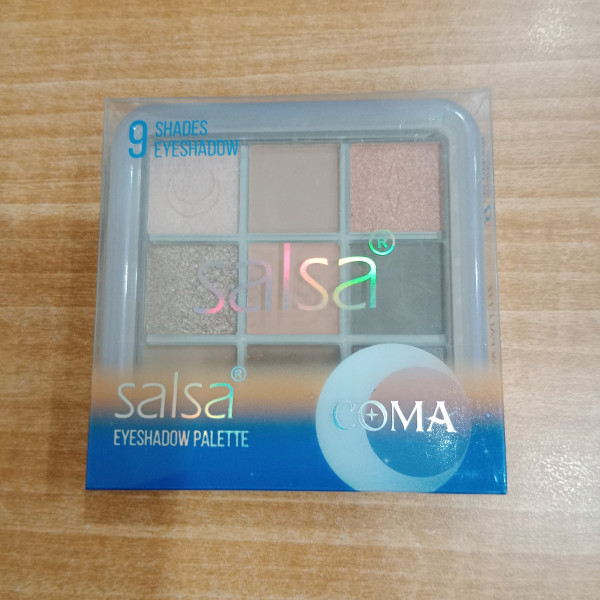 9 SHADES
EYESHADOW
salsa®
salsa®
EYESHADOW PALETTE
COMA